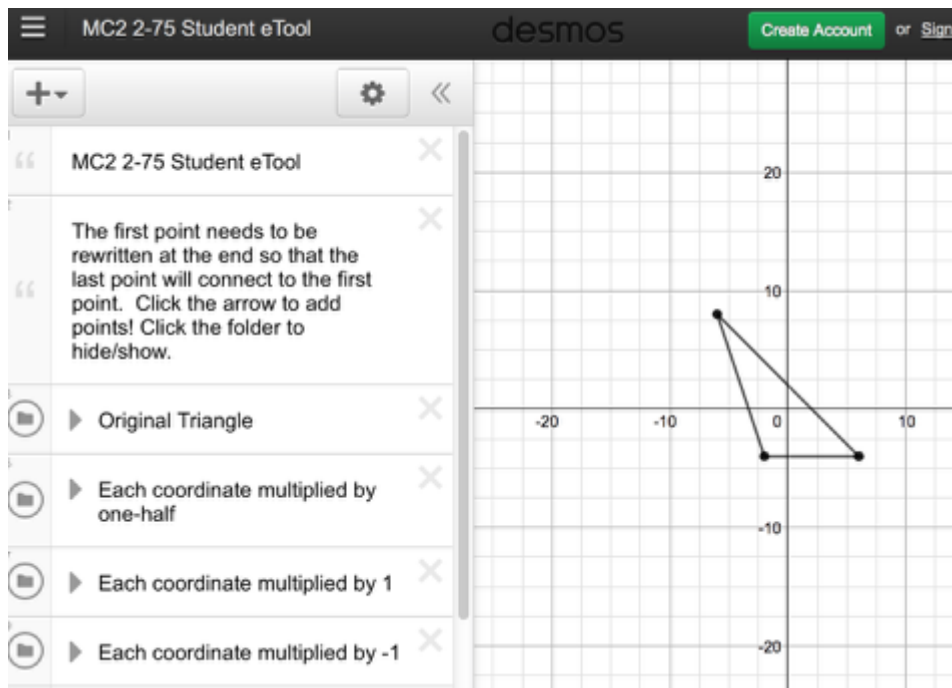 MC2 2-75 Student eTool
desmos
Create Account or Sign
MC2 2-75 Student eTool
The first point needs to be
rewritten at the end so that the
last point will connect to the first
point. Click the arrow to add
points! Click the folder to
hide/show.
Original Triangle
Each coordinate multiplied by
one-half
Each coordinate multiplied by 1
Each coordinate multiplied by -1
20
10
-20 -10 0 10
-10
-20